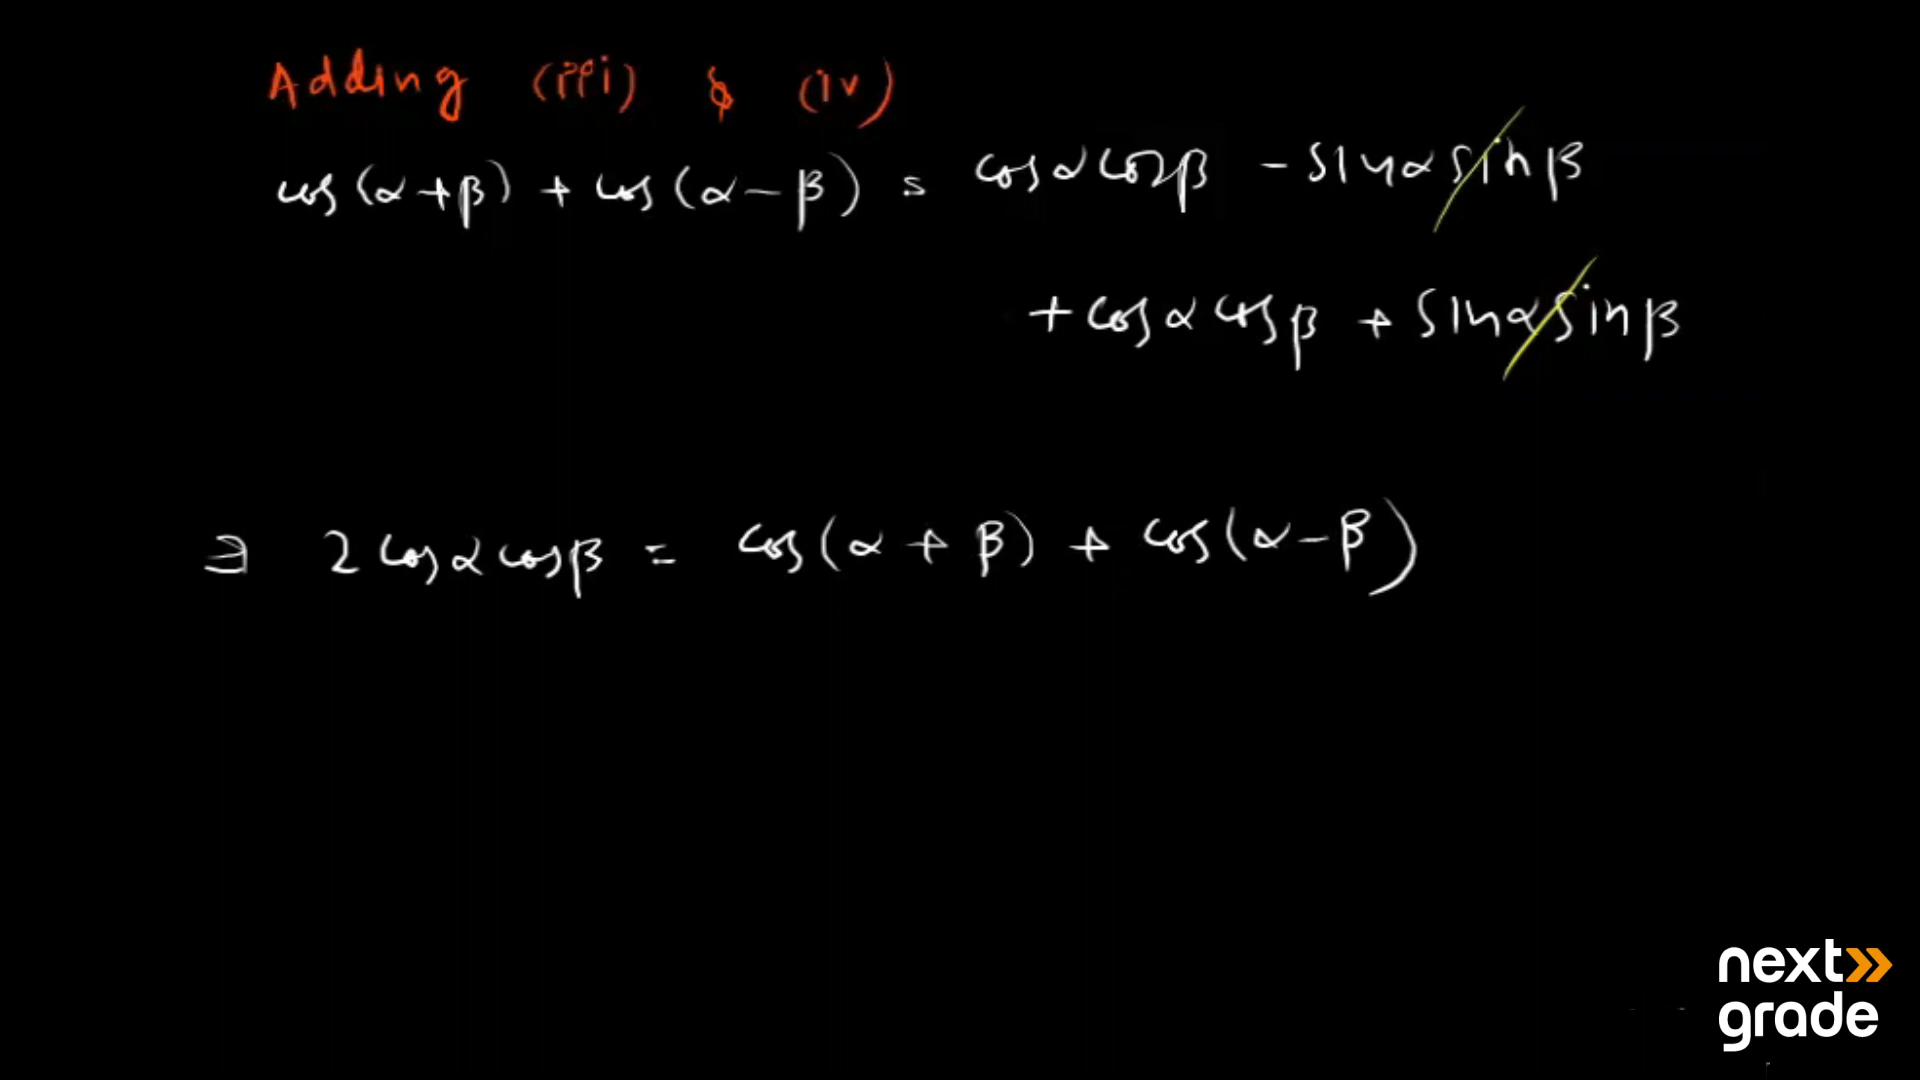 Adding (iii) & (iv)
cos(α+β) + cos(α-β) = cosα cosβ - sinα sinβ
+ cosα cosβ + sinα sinβ
⇒ 2 cosα cosβ = cos(α + β) + cos(α-β)
next
grade